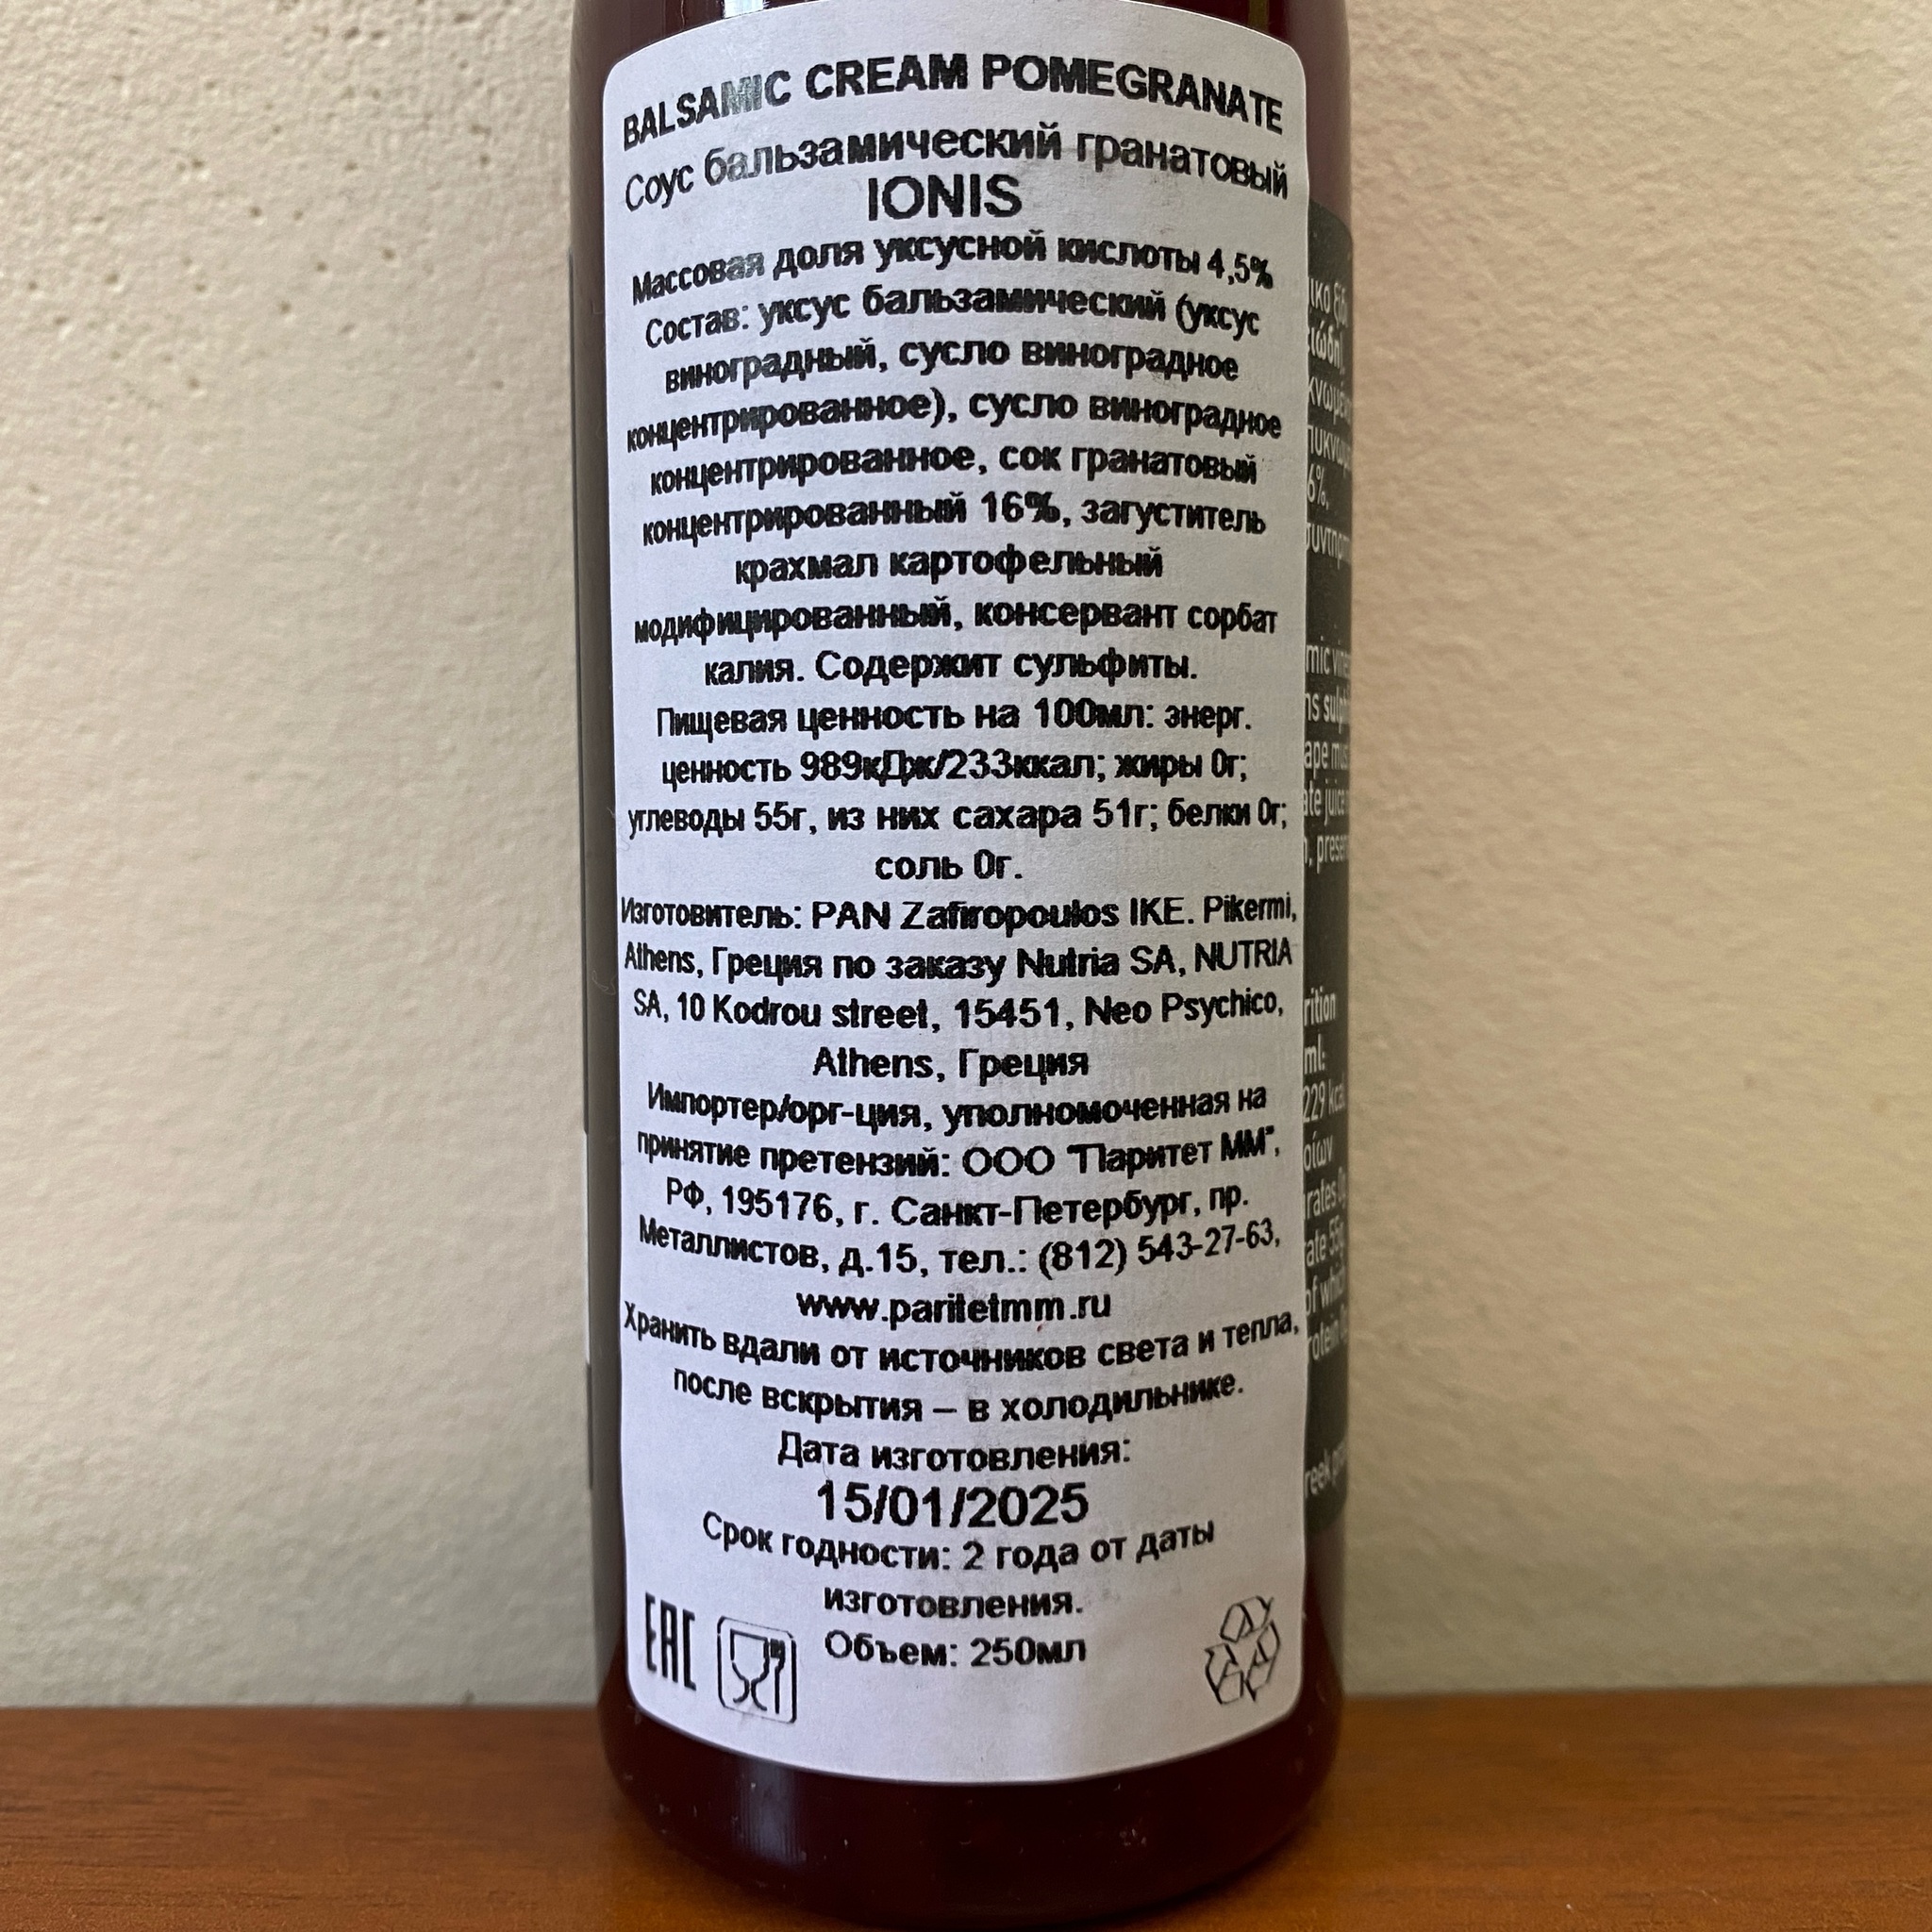 BALSAMIC CREAM POMEGRANATE
Соус бальзамический гранатовый
IONIS
Массовая доля уксусной кислоты 4,5%
Состав: уксус бальзамический (уксус
виноградный, сусло виноградное
концентрированное), сусло виноградное
концентрированное, сок гранатовый
концентрированный 16%, загуститель
крахмал картофельный
модифицированный, консервант сорбат
калия. Содержит сульфиты.
Пищевая ценность на 100мл: энерг.
ценность 989кДж/233ккал; жиры 0г;
углеводы 55г, из них сахара 51г; белки 0г;
соль 0г.
Изготовитель: PAN Zafiropoulos IKE. Pikermi,
Athens, Греция по заказу Nutria SA, NUTRIA
SA, 10 Kodrou street, 15451, Neo Psychico,
Athens, Греция
Импортер/орг-ция, уполномоченная на
принятие претензий: ООО "Паритет ММ",
РФ, 195176, г. Санкт-Петербург, пр.
Металлистов, д.15, тел.: (812) 543-27-63,
www.paritetmm.ru
Хранить вдали от источников света и тепла,
после вскрытия – в холодильнике.
Дата изготовления:
15/01/2025
Срок годности: 2 года от даты
изготовления.
Объем: 250мл
EAC
6%,
ml:
229 kcal
of which